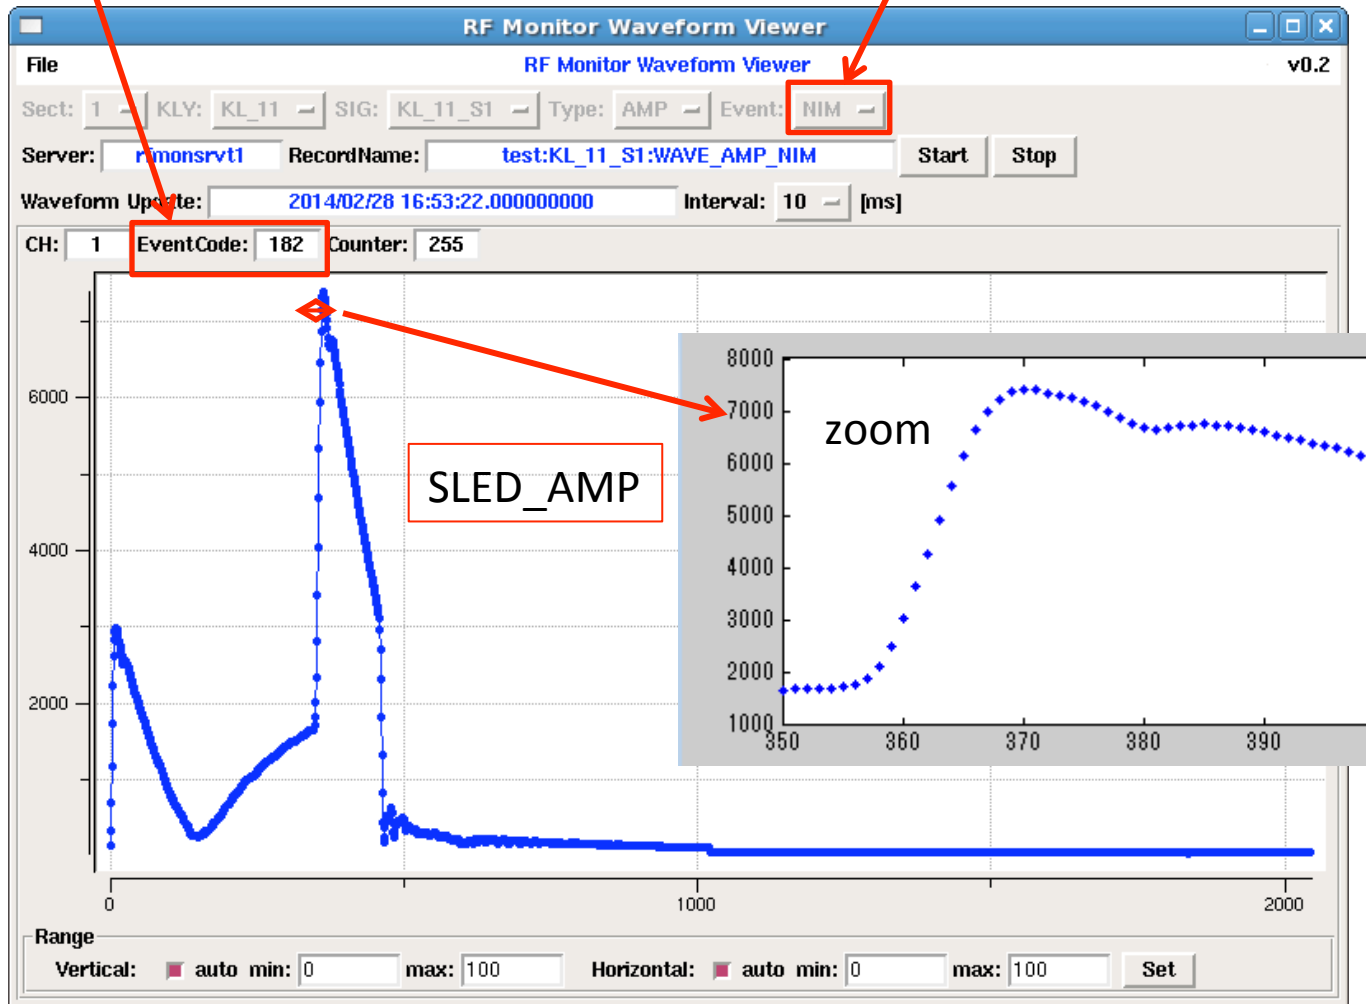 RF Monitor Waveform Viewer
File RF Monitor Waveform Viewer v0.2
Sect: 1 KLY: KL_11 SIG: KL_11_S1 Type: AMP Event: NIM
Server: rfmonsrvt1 RecordName: test:KL_11_S1:WAVE_AMP_NIM Start Stop
Waveform Update: 2014/02/28 16:53:22.000000000 Interval: 10 [ms]
CH: 1 EventCode: 182 Counter: 255
6000
4000
2000
0 1000 2000
SLED_AMP
zoom
8000
7000
6000
5000
4000
3000
2000
1000
350 360 370 380 390
Range
Vertical: auto min: 0 max: 100 Horizontal: auto min: 0 max: 100 Set